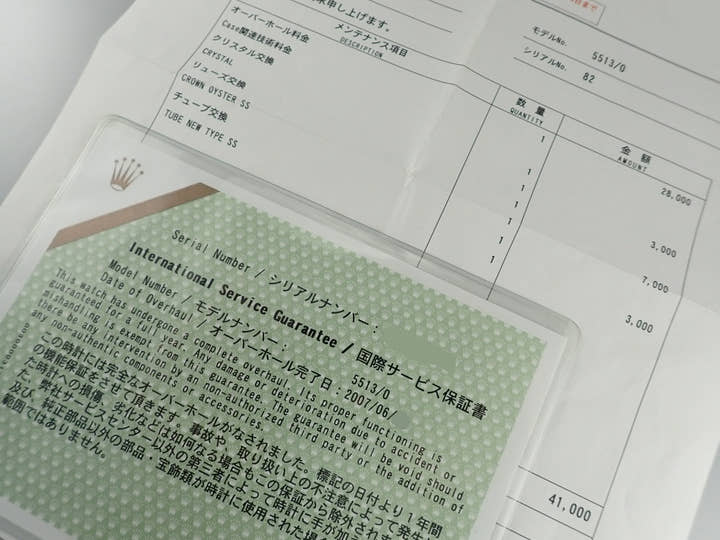 日まで
末申し上げます。
モデルNo. 5513/0
シリアルNo. 82
メンテナンス項目
DESCRIPTION
数量
QUANTITY
金額
AMOUNT
オーバーホール料金 1 28,000
Case関連技術料金 1
クリスタル交換 1 3,000
CRYSTAL
リューズ交換 1 7,000
CROWN OYSTER SS
チューブ交換 1 3,000
TUBE NEW TYPE SS
41,000
International Service Guarantee / 国際サービス保証書
Serial Number / シリアルナンバー :
Model Number / モデルナンバー : 5513/0
Date of Overhaul / オーバーホール完了日 : 2007/06/
This watch has undergone a complete overhaul. Its proper functioning is
guaranteed for a full year. Any damage or deterioration due to accident or
mishandling is exempt from this guarantee. The guarantee will be void should
there be any intervention by an non-authorized third party or the addition of
any non-authentic components or accessories.
この時計には完全なオーバーホールがなされました。標記の日付より1年間
の機能保証をさせて頂きます。事故や、取り扱い上の不注意によって発生し
た時計への損傷、劣化などは如何なる場合もこの保証から除外されま
弊社サービスセンター以外の第三者によって時計に手が加え
及び、純正部品以外の部品・宝飾類が時計に使用された場合
範囲ではありません。